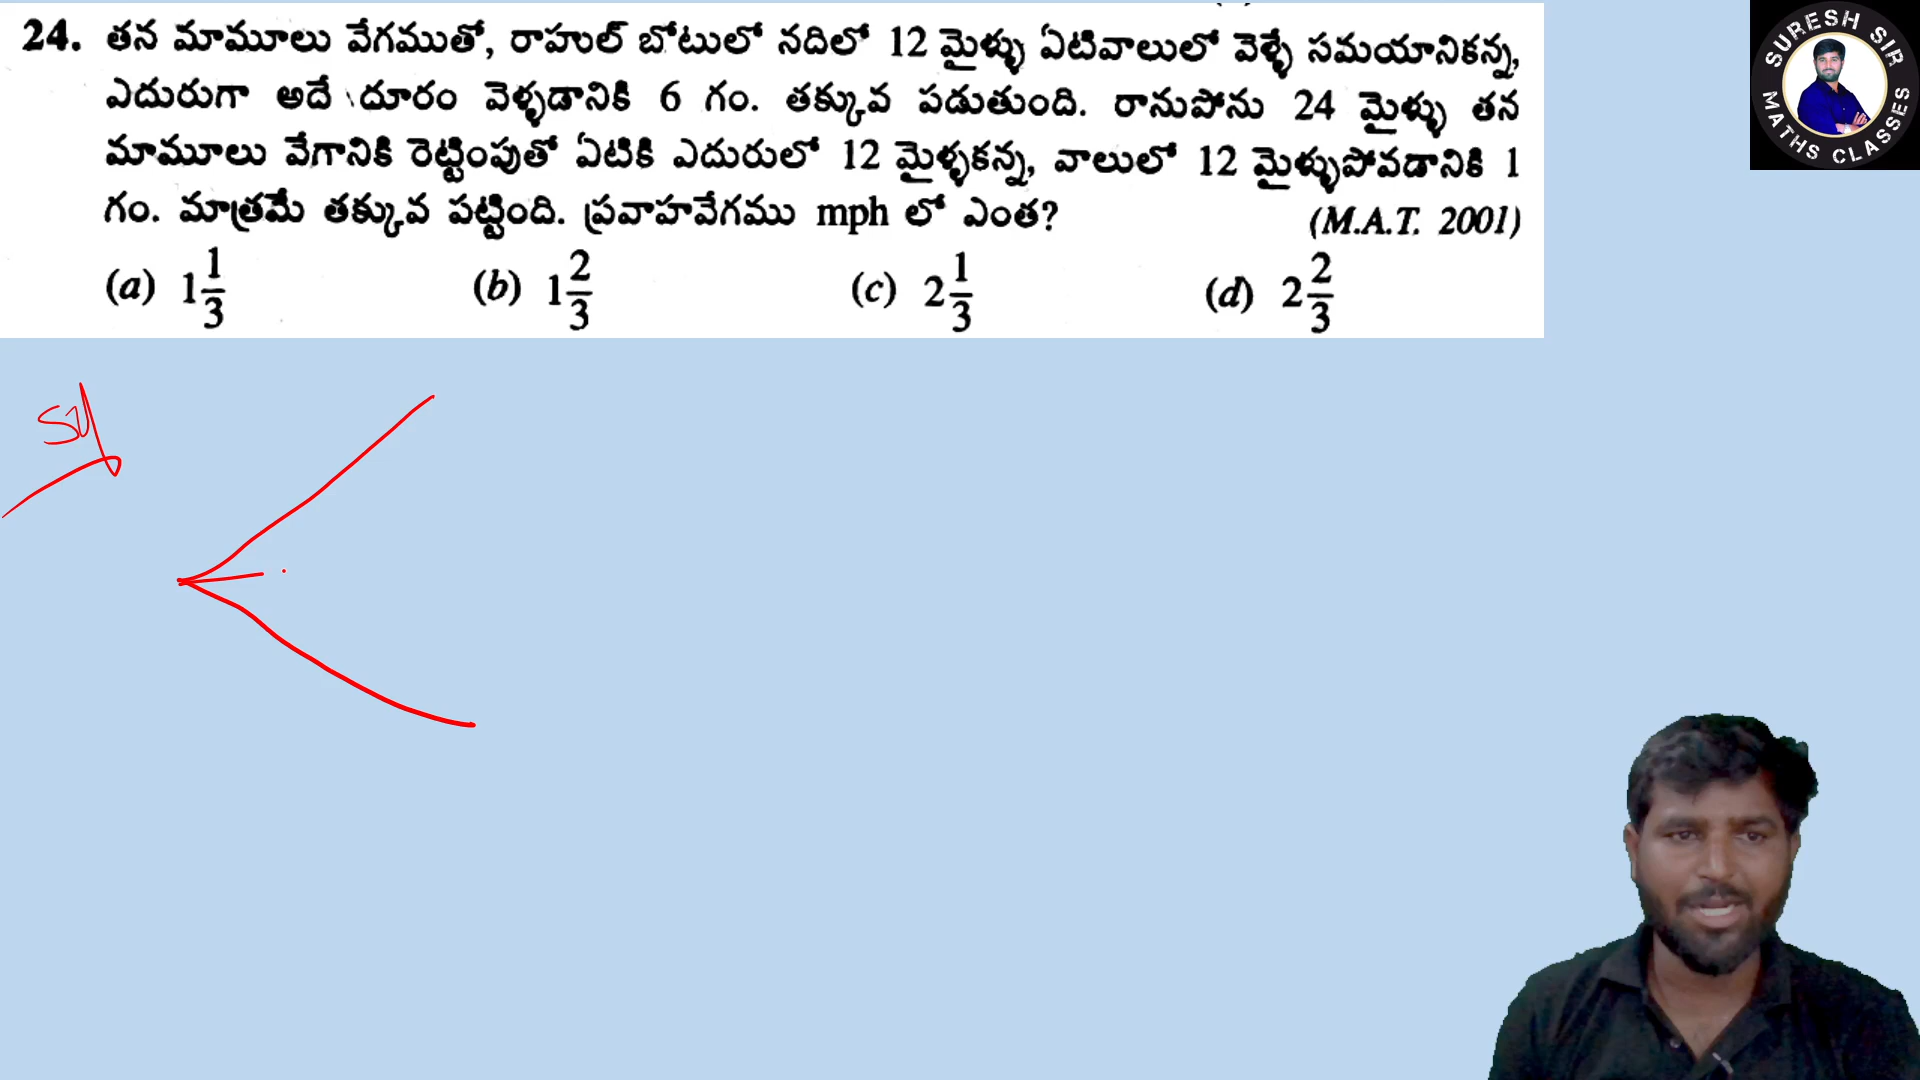 24. తన మామూలు వేగముతో, రాహుల్ బోటులో నదిలో 12 మైళ్ళు ఏటివాలులో వెళ్ళే సమయానికన్న,
ఎదురుగా అదే దూరం వెళ్ళడానికి 6 గం. తక్కువ పడుతుంది. రానుపోను 24 మైళ్ళు తన
మామూలు వేగానికి రెట్టింపుతో ఏటికి ఎదురులో 12 మైళ్ళకన్న, వాలులో 12 మైళ్ళుపోవడానికి 1
గం. మాత్రమే తక్కువ పట్టింది. ప్రవాహవేగము mph లో ఎంత? (M.A.T. 2001)
(a) 1 1/3 (b) 1 2/3 (c) 2 1/3 (d) 2 2/3
SURESH SIR
MATHS CLASSES
Sol